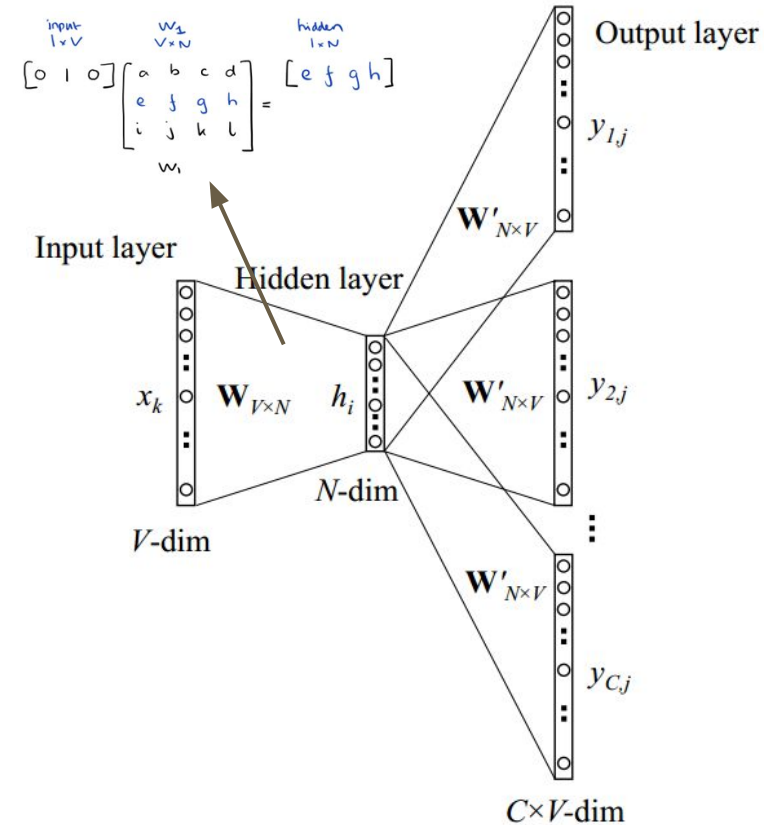 input
1×V
W1
V×N
hidden
1×N
[0 1 0] [a b c d
e f g h
i j k l] = [e f g h]
W1
Output layer
y1,j
W'N×V
Input layer
Hidden layer
xk
WV×N
hi
W'N×V
y2,j
N-dim
V-dim
W'N×V
yC,j
C×V-dim